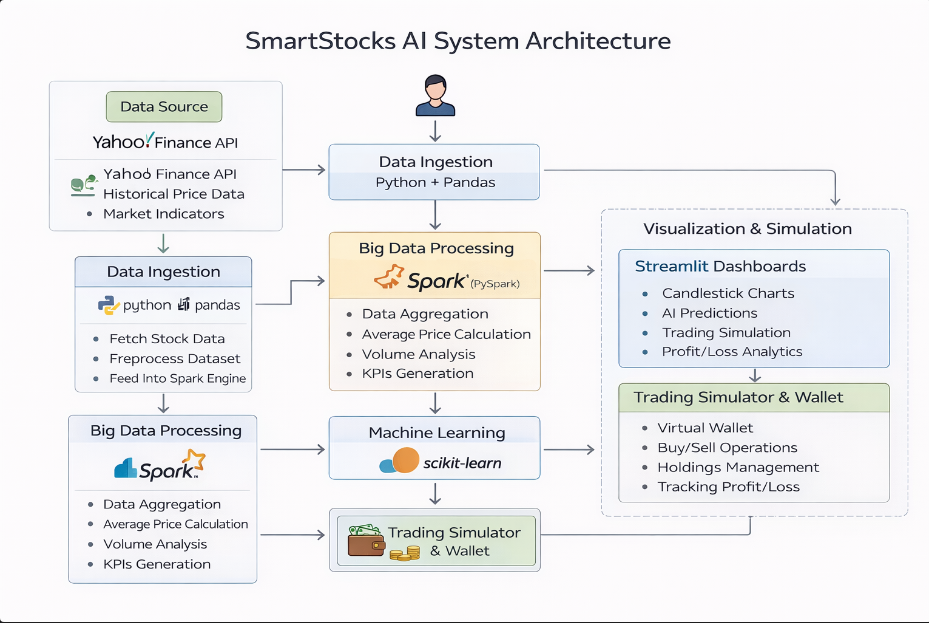 SmartStocks AI System Architecture
Data Source
Yahoo! Finance API
Yahoo Finance API
Historical Price Data
• Market Indicators
Data Ingestion
python pandas
• Fetch Stock Data
• Freprocess Dataset
• Feed Into Spark Engine
Big Data Processing
Spark
• Data Aggregation
• Average Price Calculation
• Volume Analysis
• KPIs Generation
Data Ingestion
Python + Pandas
Big Data Processing
Spark (PySpark)
• Data Aggregation
• Average Price Calculation
• Volume Analysis
• KPIs Generation
Machine Learning
scikit-learn
Trading Simulator
& Wallet
Visualization & Simulation
Streamlit Dashboards
• Candlestick Charts
• AI Predictions
• Trading Simulation
• Profit/Loss Analytics
Trading Simulator & Wallet
• Virtual Wallet
• Buy/Sell Operations
• Holdings Management
• Tracking Profit/Loss